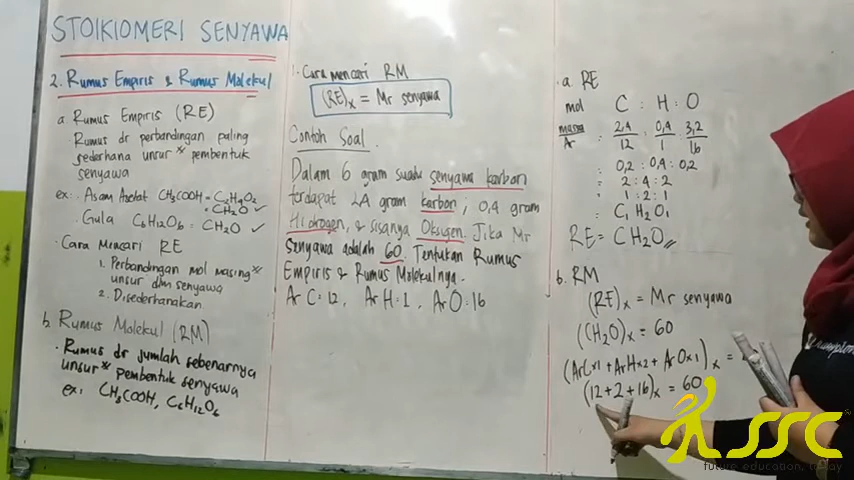 STOIKIOMERI SENYAWA
2. Rumus Empiris & Rumus Molekul
a Rumus Empiris (RE)
Rumus dr perbandingan paling
sederhana unsur" pembentuk
senyawa
ex: . Asam Asetat CH₃COOH = C₂H₄O₂
= CH₂O ✓
. Gula C₆H₁₂O₆ = CH₂O ✓
. Cara Mencari RE
1. Perbandingan mol masing"
unsur dlm senyawa
2. Disederhanakan
b. Rumus Molekul (RM)
. Rumus dr jumlah sebenarnya
unsur" pembentuk senyawa
ex: CH₃COOH, C₆H₁₂O₆
. Cara mencari RM
(RE)x = Mr senyawa
Contoh Soal.
Dalam 6 gram suatu senyawa karbon
terdapat 2,4 gram karbon ; 0,4 gram
Hidrogen, & sisanya Oksigen. Jika Mr
Senyawa adalah 60. Tentukan Rumus
Empiris & Rumus Molekulnya.
Ar C = 12, Ar H = 1, Ar O = 16
. a. RE
mol C : H : O
massa/Ar : 2,4/12 : 0,4/1 : 3,2/16
: 0,2 : 0,4 : 0,2
= 2 : 4 : 2
: 1 : 2 : 1
= C₁ H₂ O₁
RE = CH₂O
b. RM
(RE)x = Mr senyawa
(CH₂O)x = 60
(ArC×1 + ArH×2 + ArO×1)x =
(12+2+16)x = 60
SSC
future education, today